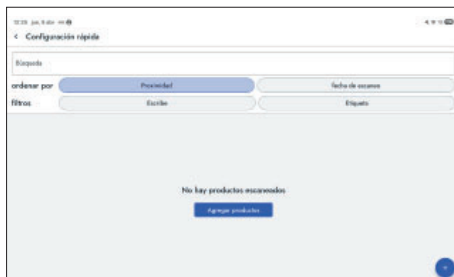 Configuración rápida
Búsqueda
ordenar por Proximidad fecha de escaneo
filtros Escribe Etiqueta
No hay productos escaneados
Agregar productos